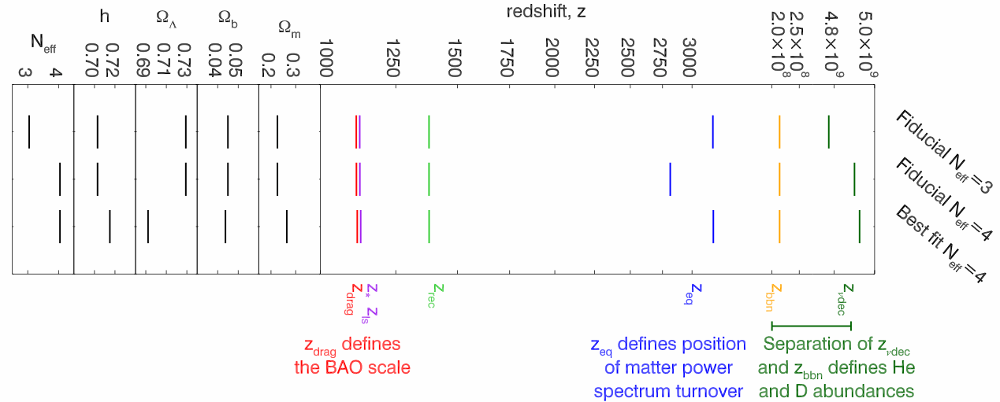 N_eff
3
4
h
0.70
0.72
Ω_Λ
0.69
0.71
0.73
Ω_b
0.04
0.05
Ω_m
0.2
0.3
redshift, z
1000
1250
1500
1750
2000
2250
2500
2750
3000
2.0×10^8
2.5×10^8
4.8×10^9
5.0×10^9
Fiducial N_eff=3
Fiducial N_eff=4
Best fit N_eff=4
z_drag
z_* z_ls
z_rec
z_eq
z_bbn
z_νdec
z_drag defines
the BAO scale
z_eq defines position
of matter power
spectrum turnover
Separation of z_νdec
and z_bbn defines He
and D abundances